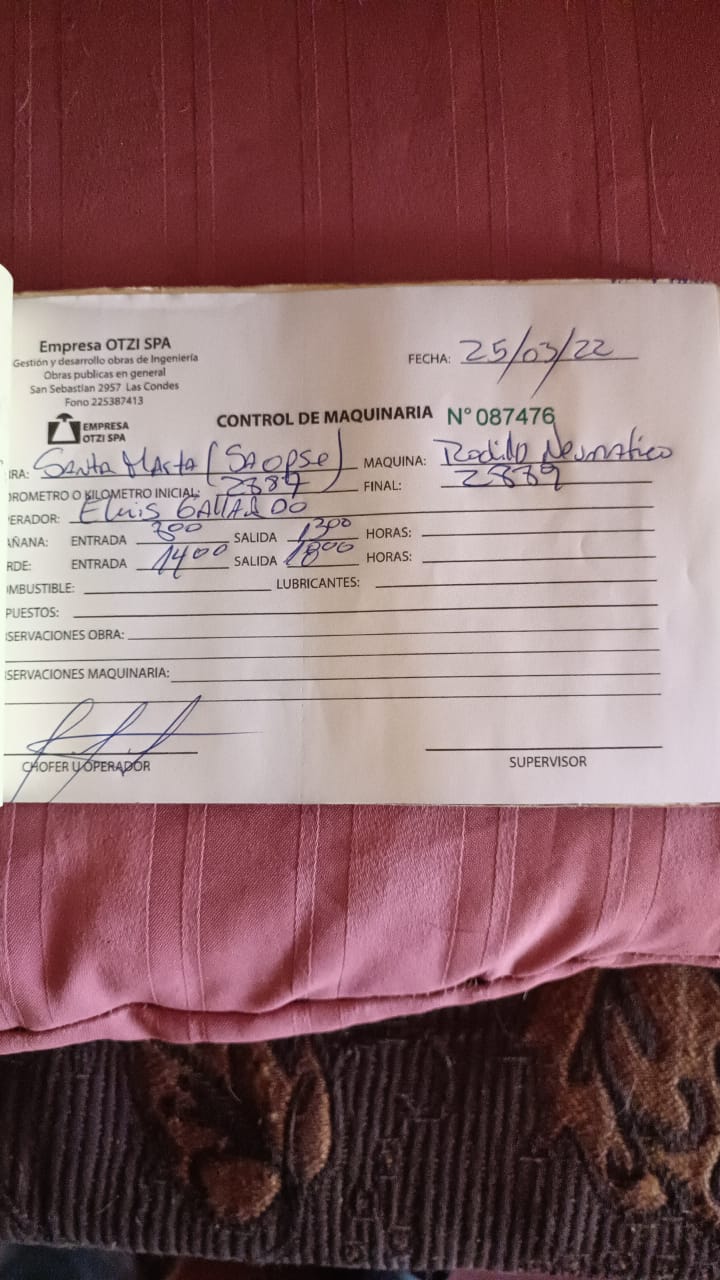 Empresa OTZI SPA
Gestión y desarrollo obras de Ingeniería
Obras publicas en general
San Sebastian 2957 Las Condes
Fono 225387413
EMPRESA
OTZI SPA
FECHA: 25/03/22
CONTROL DE MAQUINARIA N° 087476
BRA: Santa Marta (SAOPSE) MAQUINA: Rodillo Neumatico
OROMETRO O KILOMETRO INICIAL: 2889 FINAL: 2889
PERADOR: Elvis GALLARDO
AÑANA: ENTRADA 800 SALIDA 1300 HORAS:
RDE: ENTRADA 1400 SALIDA 1800 HORAS:
OMBUSTIBLE: LUBRICANTES:
PUESTOS:
SERVACIONES OBRA:
SERVACIONES MAQUINARIA:
CHOFER U OPERADOR SUPERVISOR